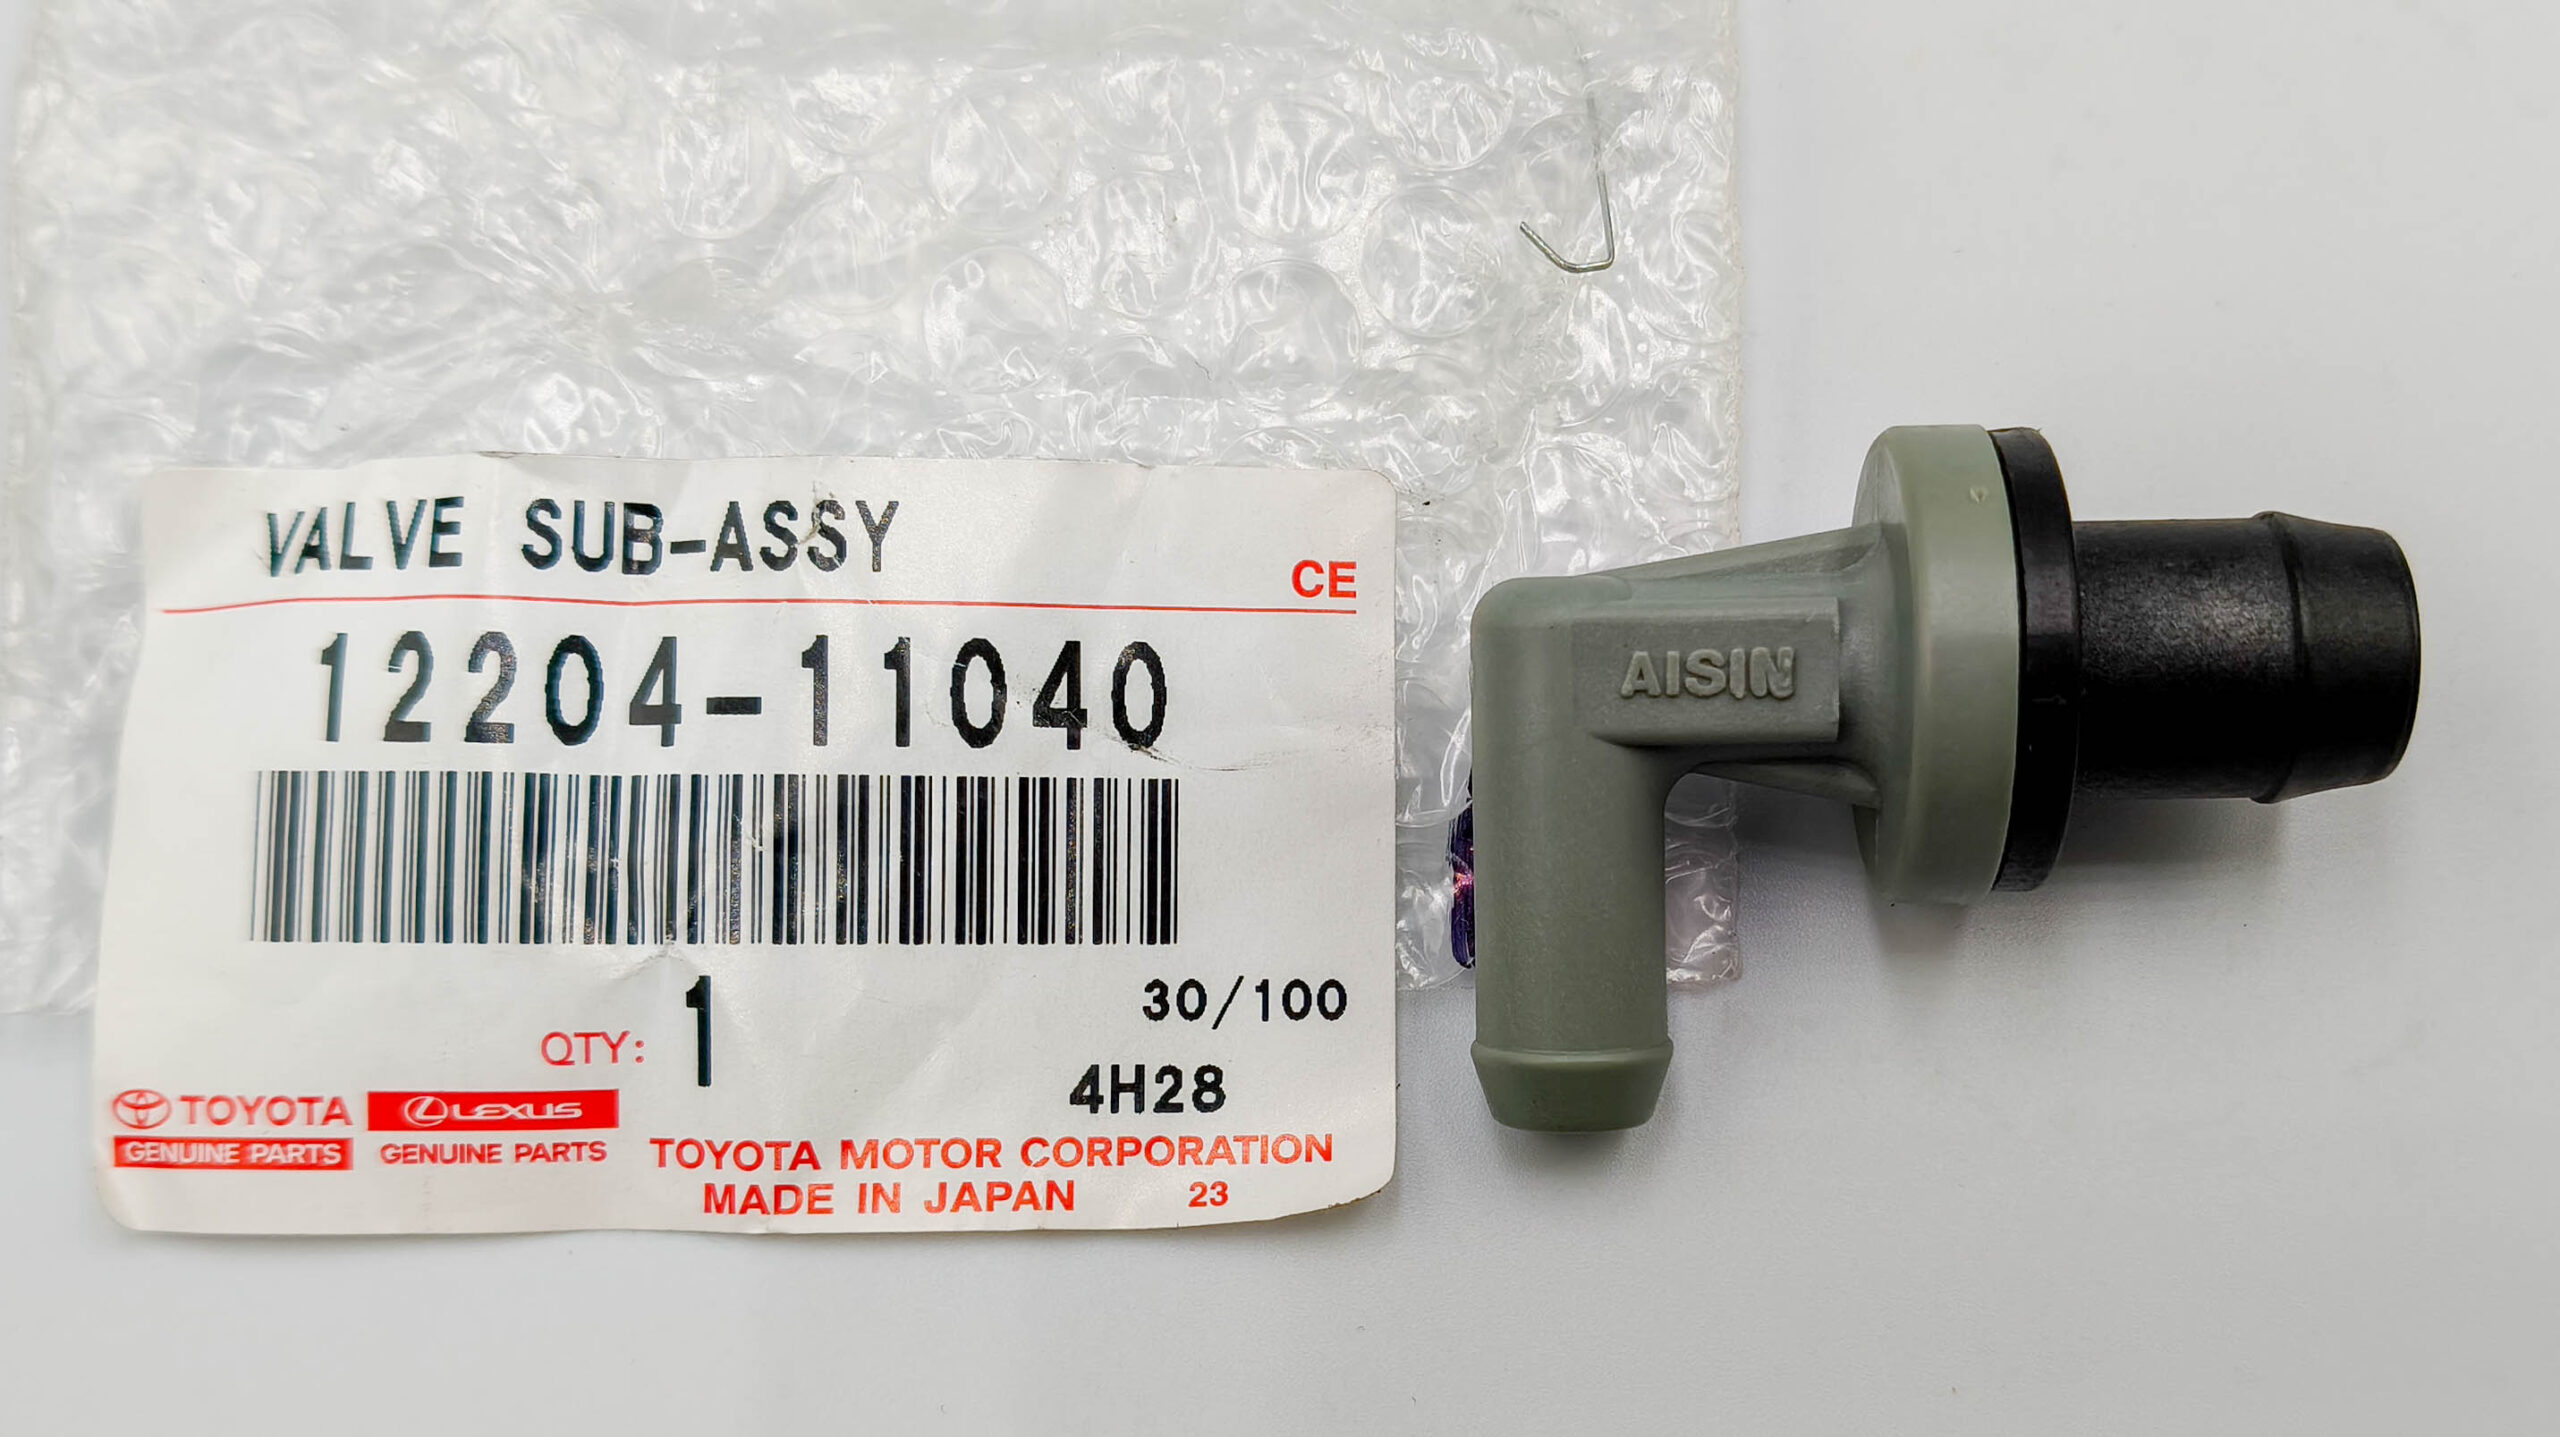 VALVE SUB-ASSY
CE
12204-11040
QTY: 1
30/100
4H28
TOYOTA
GENUINE PARTS
LEXUS
GENUINE PARTS
TOYOTA MOTOR CORPORATION
MADE IN JAPAN 23
AISIN